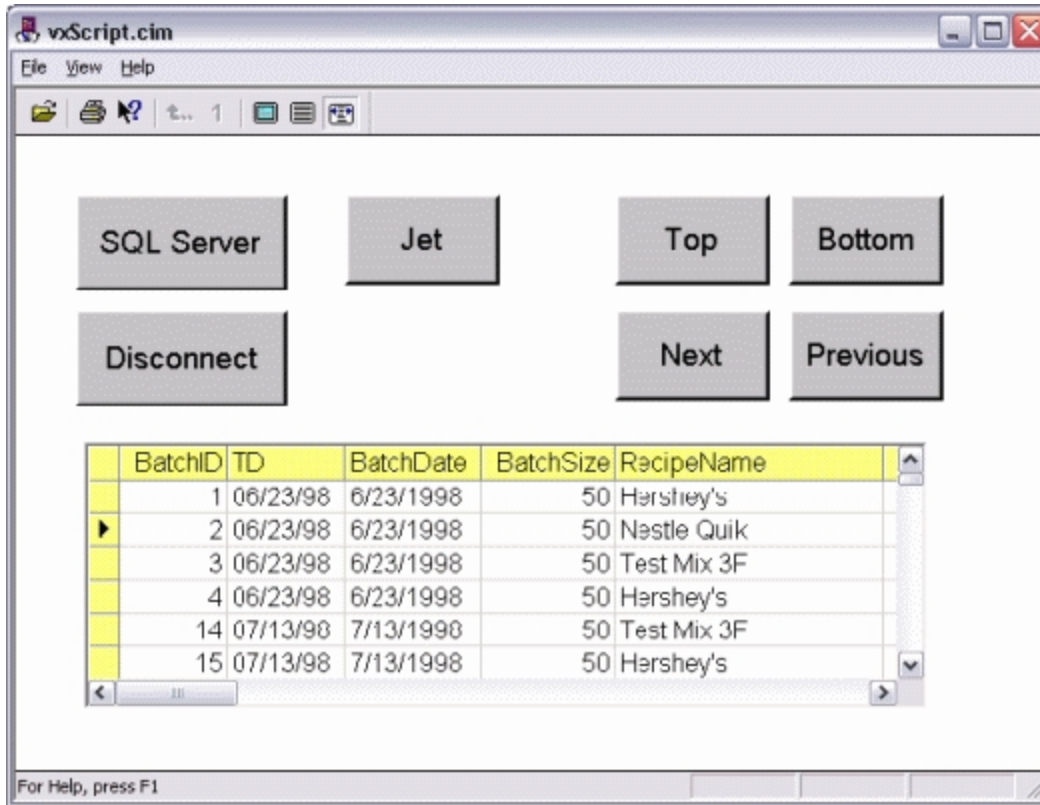 vxScript.cim
File View Help
SQL Server Jet Top Bottom
Disconnect Next Previous
BatchID TD BatchDate BatchSize RecipeName
1 06/23/98 6/23/1998 50 Hershey's
2 06/23/98 6/23/1998 50 Nestle Quik
3 06/23/98 6/23/1998 50 Test Mix 3F
4 06/23/98 6/23/1998 50 Hershey's
14 07/13/98 7/13/1998 50 Test Mix 3F
15 07/13/98 7/13/1998 50 Hershey's
For Help, press F1